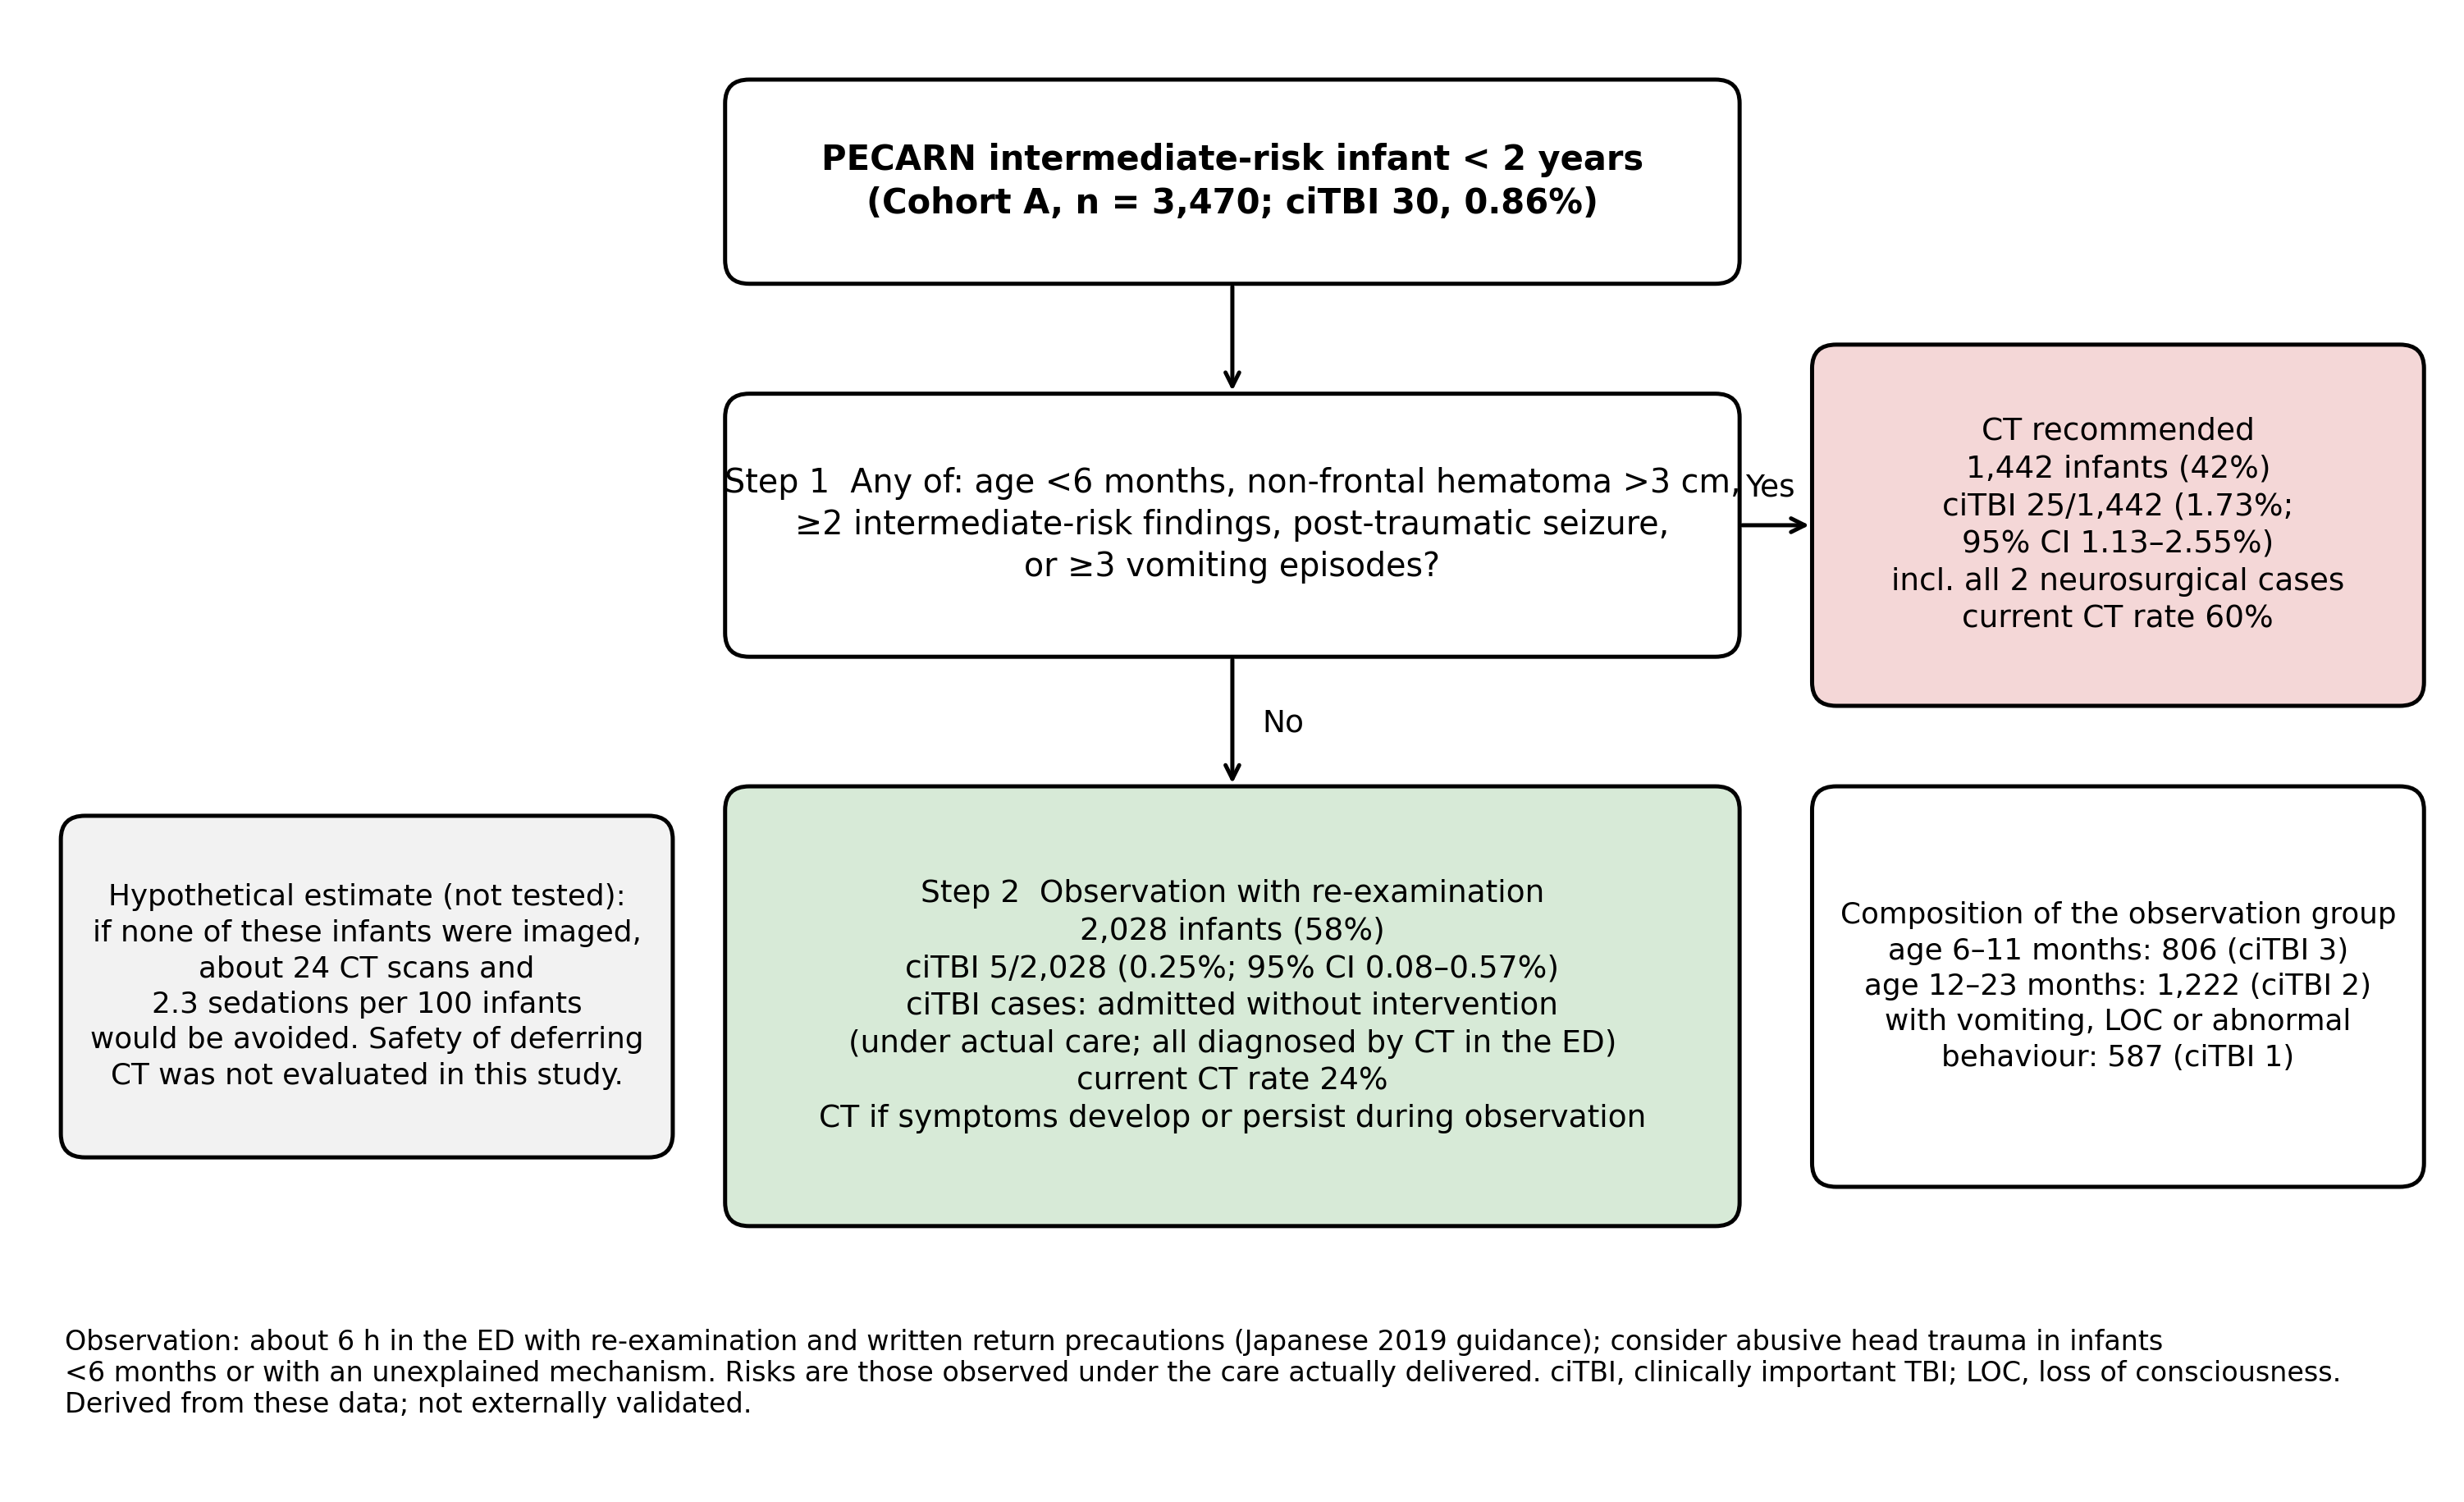 PECARN intermediate-risk infant < 2 years
(Cohort A, n = 3,470; ciTBI 30, 0.86%)
Step 1  Any of: age <6 months, non-frontal hematoma >3 cm,
≥2 intermediate-risk findings, post-traumatic seizure,
or ≥3 vomiting episodes?
Yes
CT recommended
1,442 infants (42%)
ciTBI 25/1,442 (1.73%;
95% CI 1.13–2.55%)
incl. all 2 neurosurgical cases
current CT rate 60%
No
Hypothetical estimate (not tested):
if none of these infants were imaged,
about 24 CT scans and
2.3 sedations per 100 infants
would be avoided. Safety of deferring
CT was not evaluated in this study.
Step 2  Observation with re-examination
2,028 infants (58%)
ciTBI 5/2,028 (0.25%; 95% CI 0.08–0.57%)
ciTBI cases: admitted without intervention
(under actual care; all diagnosed by CT in the ED)
current CT rate 24%
CT if symptoms develop or persist during observation
Composition of the observation group
age 6–11 months: 806 (ciTBI 3)
age 12–23 months: 1,222 (ciTBI 2)
with vomiting, LOC or abnormal
behaviour: 587 (ciTBI 1)
Observation: about 6 h in the ED with re-examination and written return precautions (Japanese 2019 guidance); consider abusive head trauma in infants
<6 months or with an unexplained mechanism. Risks are those observed under the care actually delivered. ciTBI, clinically important TBI; LOC, loss of consciousness.
Derived from these data; not externally validated.